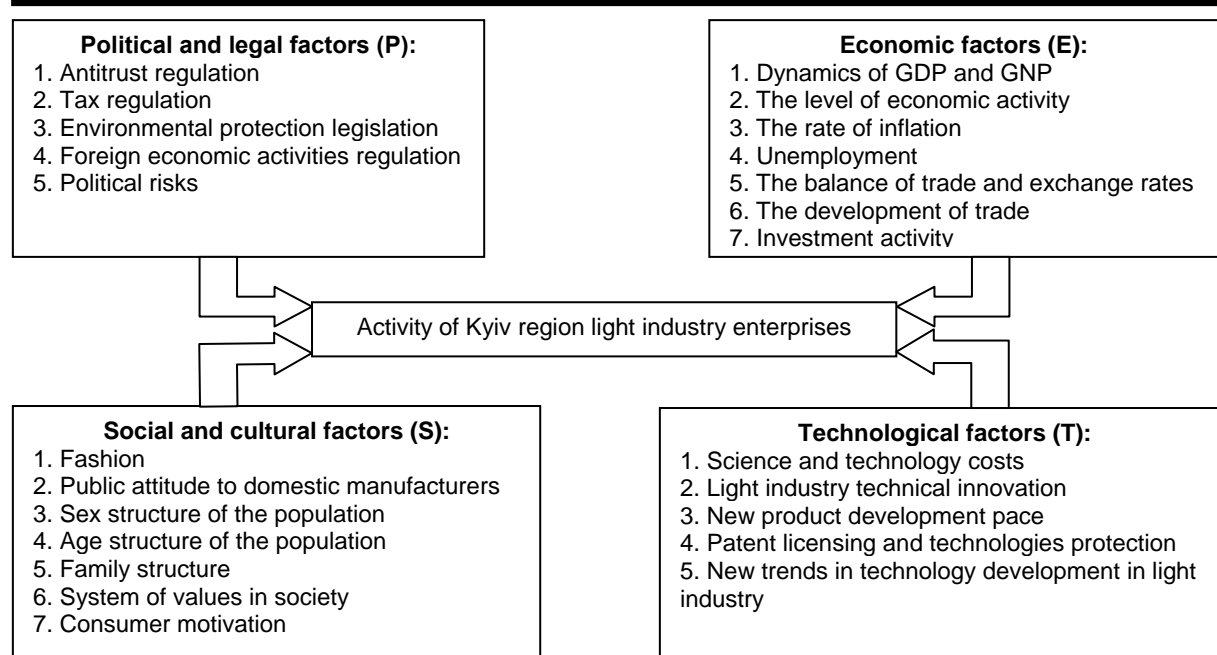 Political and legal factors (P):
1. Antitrust regulation
2. Tax regulation
3. Environmental protection legislation
4. Foreign economic activities regulation
5. Political risks
Economic factors (E):
1. Dynamics of GDP and GNP
2. The level of economic activity
3. The rate of inflation
4. Unemployment
5. The balance of trade and exchange rates
6. The development of trade
7. Investment activity
Activity of Kyiv region light industry enterprises
Social and cultural factors (S):
1. Fashion
2. Public attitude to domestic manufacturers
3. Sex structure of the population
4. Age structure of the population
5. Family structure
6. System of values in society
7. Consumer motivation
Technological factors (T):
1. Science and technology costs
2. Light industry technical innovation
3. New product development pace
4. Patent licensing and technologies protection
5. New trends in technology development in light
industry